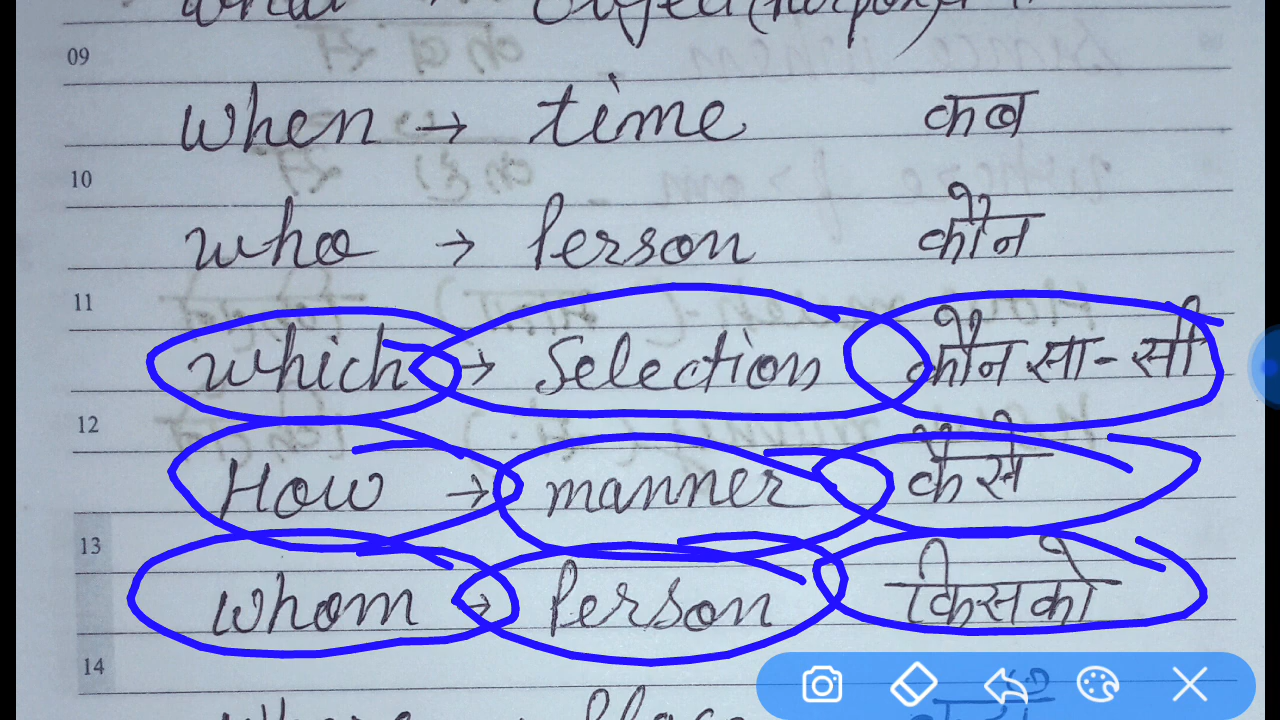 09
when → time कब
10
who → Person कौन
11
which → Selection कौन सा - सी
12
How → manner कैसे
13
whom → Person किसको
14